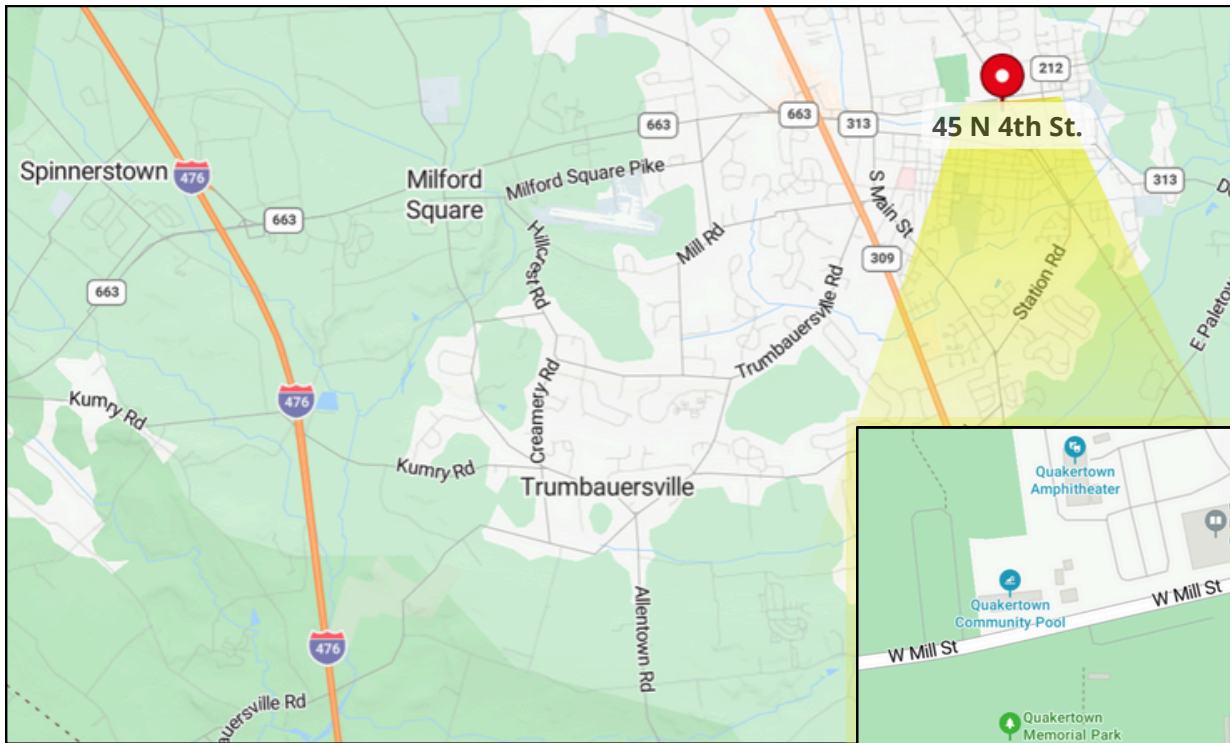 212
663
663
313
45 N 4th St.
Spinnerstown
476
Milford
Square
Milford Square Pike
313
663
S Main St
Hillcrest Rd
Mill Rd
309
663
Station Rd
Trumbauersville Rd
E Paletow
Kumry Rd
476
Creamery Rd
Kumry Rd
Trumbauersville
Allentown Rd
476
auersville Rd
Quakertown
Amphitheater
Quakertown
Community Pool
W Mill St
W Mill St
Quakertown
Memorial Park